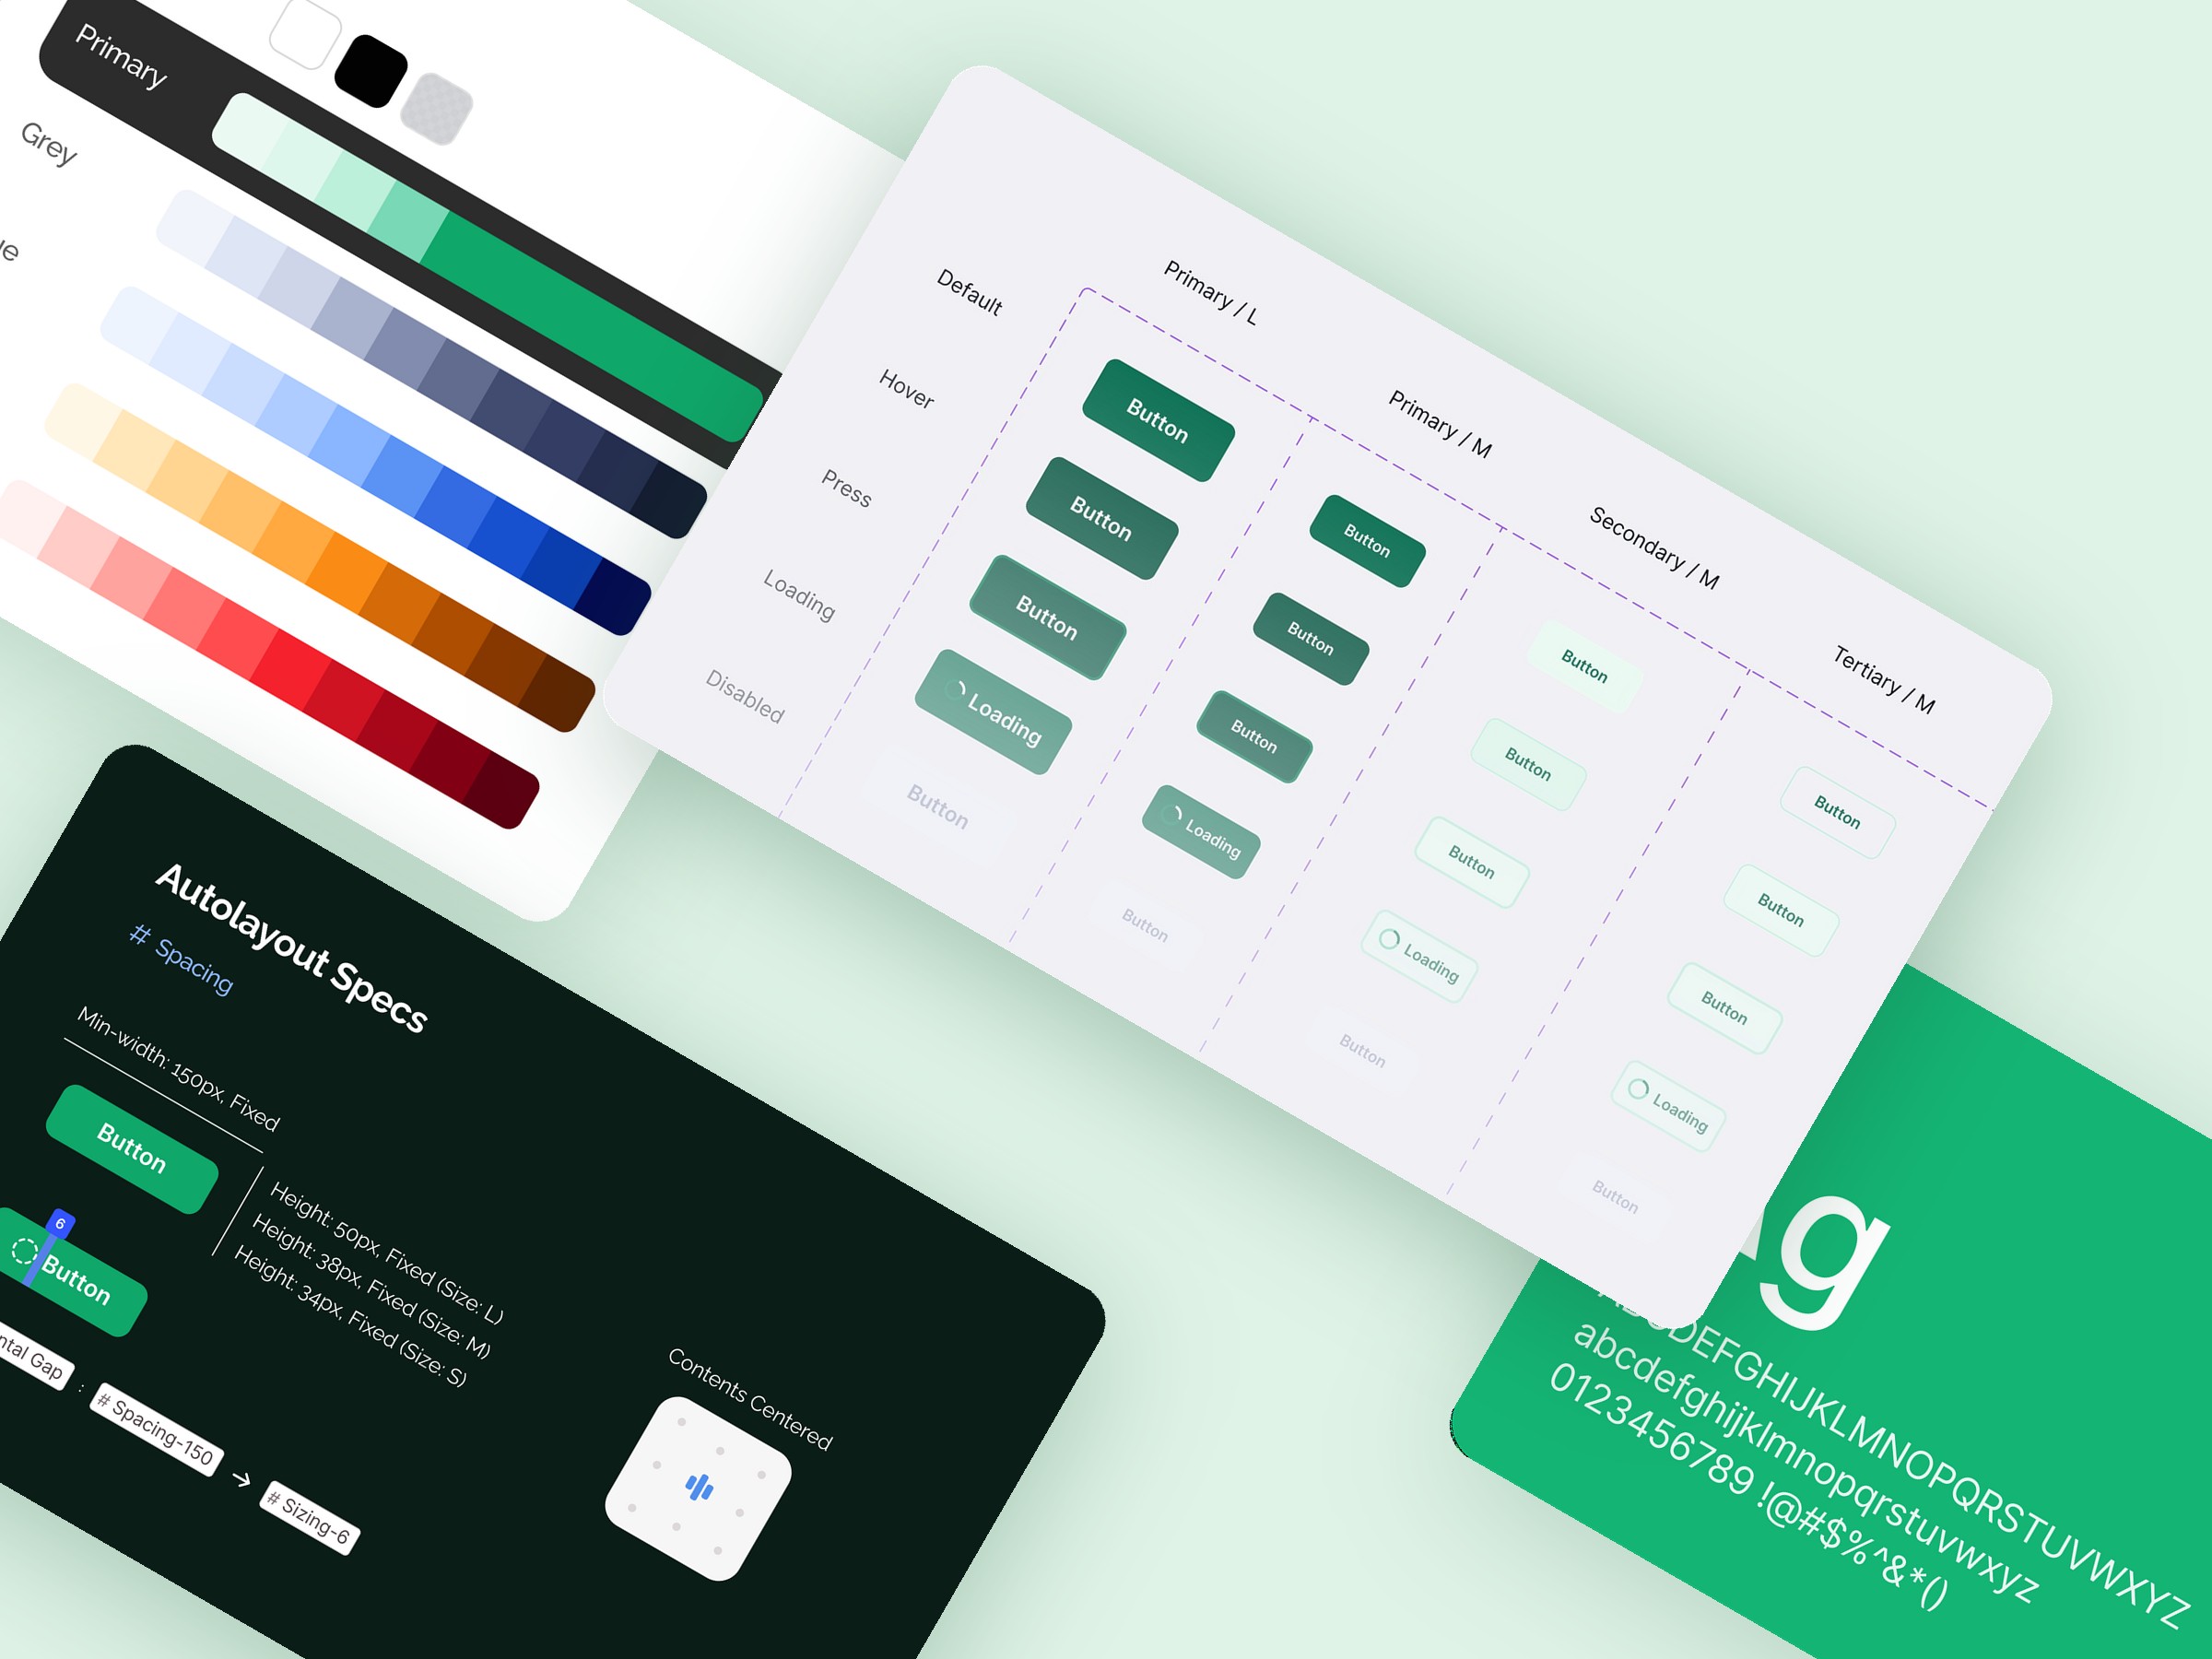 Primary
Grey
Primary / L
Primary / M
Secondary / M
Tertiary / M
Default
Hover
Press
Loading
Disabled
Button
Button
Button
Loading
Button
Button
Button
Button
Loading
Button
Button
Button
Button
Loading
Button
Button
Button
Button
Loading
Button
Autolayout Specs
# Spacing
Min-width: 150px, Fixed
Button
Height: 50px, Fixed (Size: L)
Height: 38px, Fixed (Size: M)
Height: 34px, Fixed (Size: S)
6
Button
Gap : # Spacing-150 → # Sizing-6
Contents Centered
g
DEFGHIJKLMNOPQRSTUVWXYZ
abcdefghijklmnopqrstuvwxyz
0123456789 !@#$%^&*()